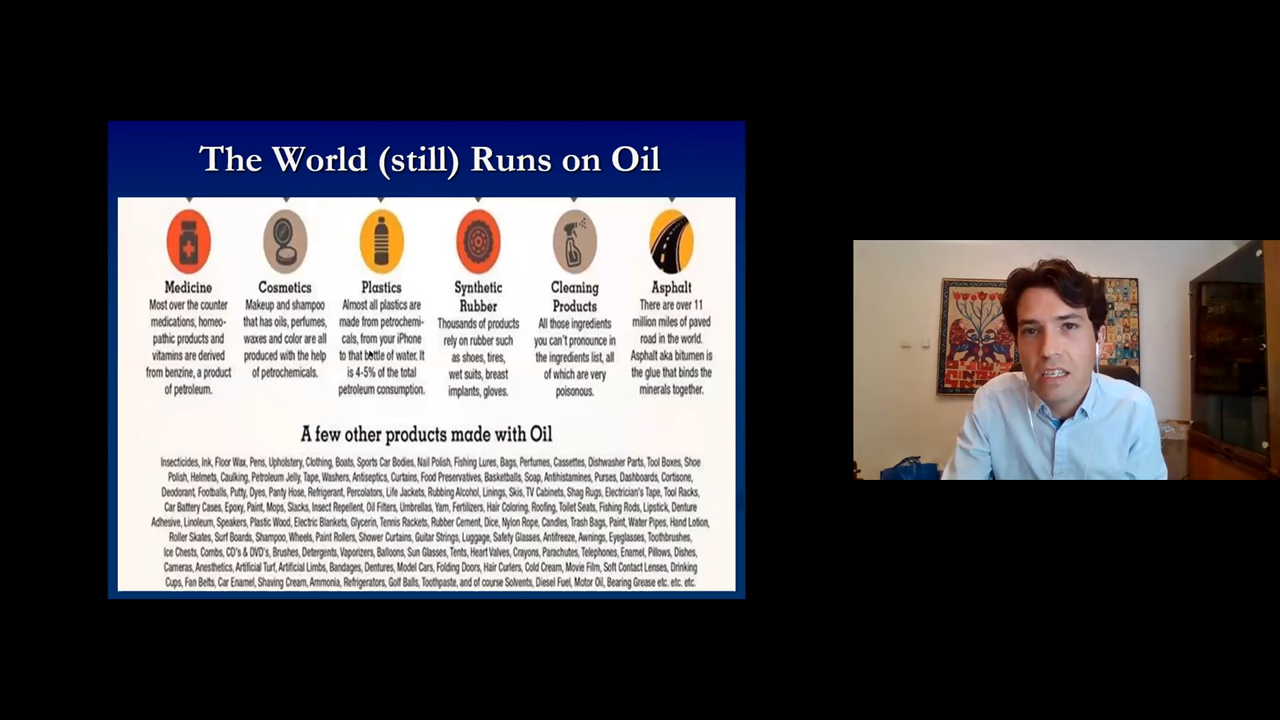 The World (still) Runs on Oil
Medicine
Most over the counter
medications, homeo-
pathic products and
vitamins are derived
from benzine, a product
of petroleum.
Cosmetics
Makeup and shampoo
that has oils, perfumes,
waxes and color are all
produced with the help
of petrochemicals.
Plastics
Almost all plastics are
made from petrochemi-
cals, from your iPhone
to that bottle of water. It
is 4-5% of the total
petroleum consumption.
Synthetic
Rubber
Thousands of products
rely on rubber such
as shoes, tires,
wet suits, breast
implants, gloves.
Cleaning
Products
All those ingredients
you can't pronounce in
the ingredients list, all
of which are very
poisonous.
Asphalt
There are over 11
million miles of paved
road in the world.
Asphalt aka bitumen is
the glue that binds the
minerals together.
A few other products made with Oil
Insecticides, Ink, Floor Wax, Pens, Upholstery, Clothing, Boats, Sports Car Bodies, Nail Polish, Fishing Lures, Bags, Perfumes, Cassettes, Dishwasher Parts, Tool Boxes, Shoe
Polish, Helmets, Caulking, Petroleum Jelly, Tape, Washers, Antiseptics, Curtains, Food Preservatives, Basketballs, Soap, Antihistamines, Purses, Dashboards, Cortisone,
Deodorant, Footballs, Putty, Dyes, Panty Hose, Refrigerant, Percolators, Life Jackets, Rubbing Alcohol, Linings, Skis, TV Cabinets, Shag Rugs, Electrician's Tape, Tool Racks,
Car Battery Cases, Epoxy, Paint, Mops, Slacks, Insect Repellent, Oil Filters, Umbrellas, Yarn, Fertilizers, Hair Coloring, Roofing, Toilet Seats, Fishing Rods, Lipstick, Denture
Adhesive, Linoleum, Speakers, Plastic Wood, Electric Blankets, Glycerin, Tennis Rackets, Rubber Cement, Dice, Nylon Rope, Candles, Trash Bags, Paint, Water Pipes, Hand Lotion,
Roller Skates, Surf Boards, Shampoo, Wheels, Paint Rollers, Shower Curtains, Guitar Strings, Luggage, Safety Glasses, Antifreeze, Awnings, Eyeglasses, Toothbrushes,
Ice Chests, Combs, CD's & DVD's, Brushes, Detergents, Vaporizers, Balloons, Sun Glasses, Tents, Heart Valves, Crayons, Parachutes, Telephones, Enamel, Pillows, Dishes,
Cameras, Anesthetics, Artificial Turf, Artificial Limbs, Bandages, Dentures, Model Cars, Folding Doors, Hair Curlers, Cold Cream, Movie Film, Soft Contact Lenses, Drinking
Cups, Fan Belts, Car Enamel, Shaving Cream, Ammonia, Refrigerators, Golf Balls, Toothpaste, and of course Solvents, Diesel Fuel, Motor Oil, Bearing Grease etc. etc. etc.